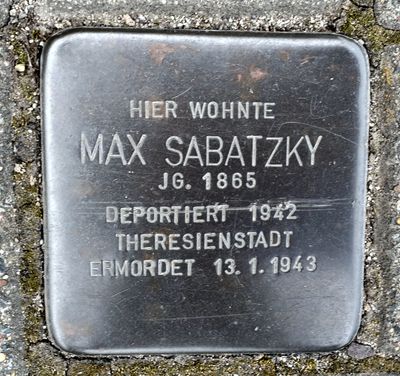 HIER WOHNTE
MAX SABATZKY
JG. 1865
DEPORTIERT 1942
THERESIENSTADT
ERMORDET 13.1.1943